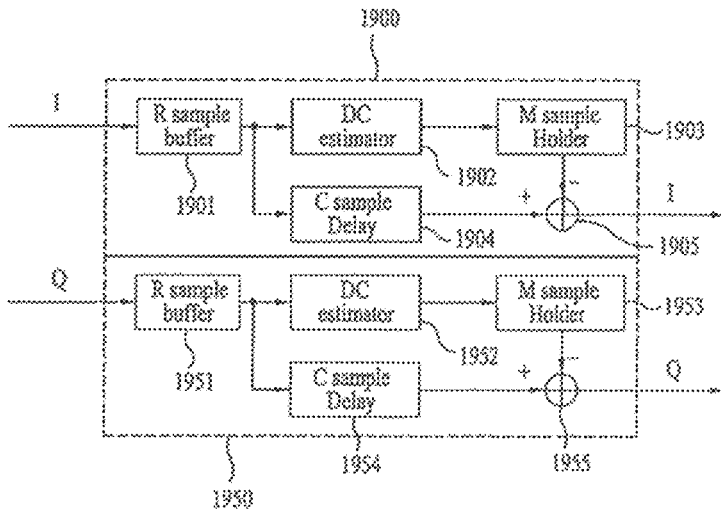 1900
I
R sample
buffer
DC
estimator
M sample
Holder
1903
1901
1902
C sample
Delay
+
−
I
1904
1905
Q
R sample
buffer
DC
estimator
M sample
Holder
1953
1951
1952
C sample
Delay
+
−
Q
1954
1955
1950